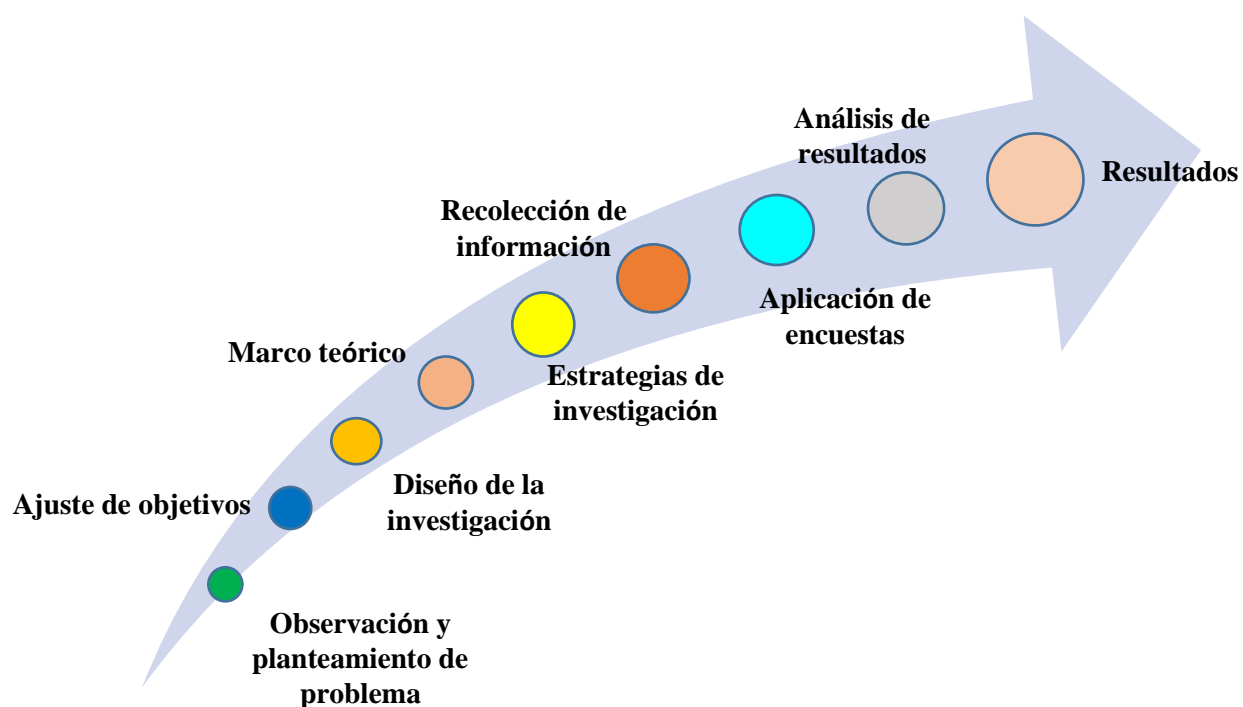 Análisis de
resultados
Resultados
Recolección de
información
Aplicación de
encuestas
Marco teórico
Estrategias de
investigación
Ajuste de objetivos
Diseño de la
investigación
Observación y
planteamiento de
problema